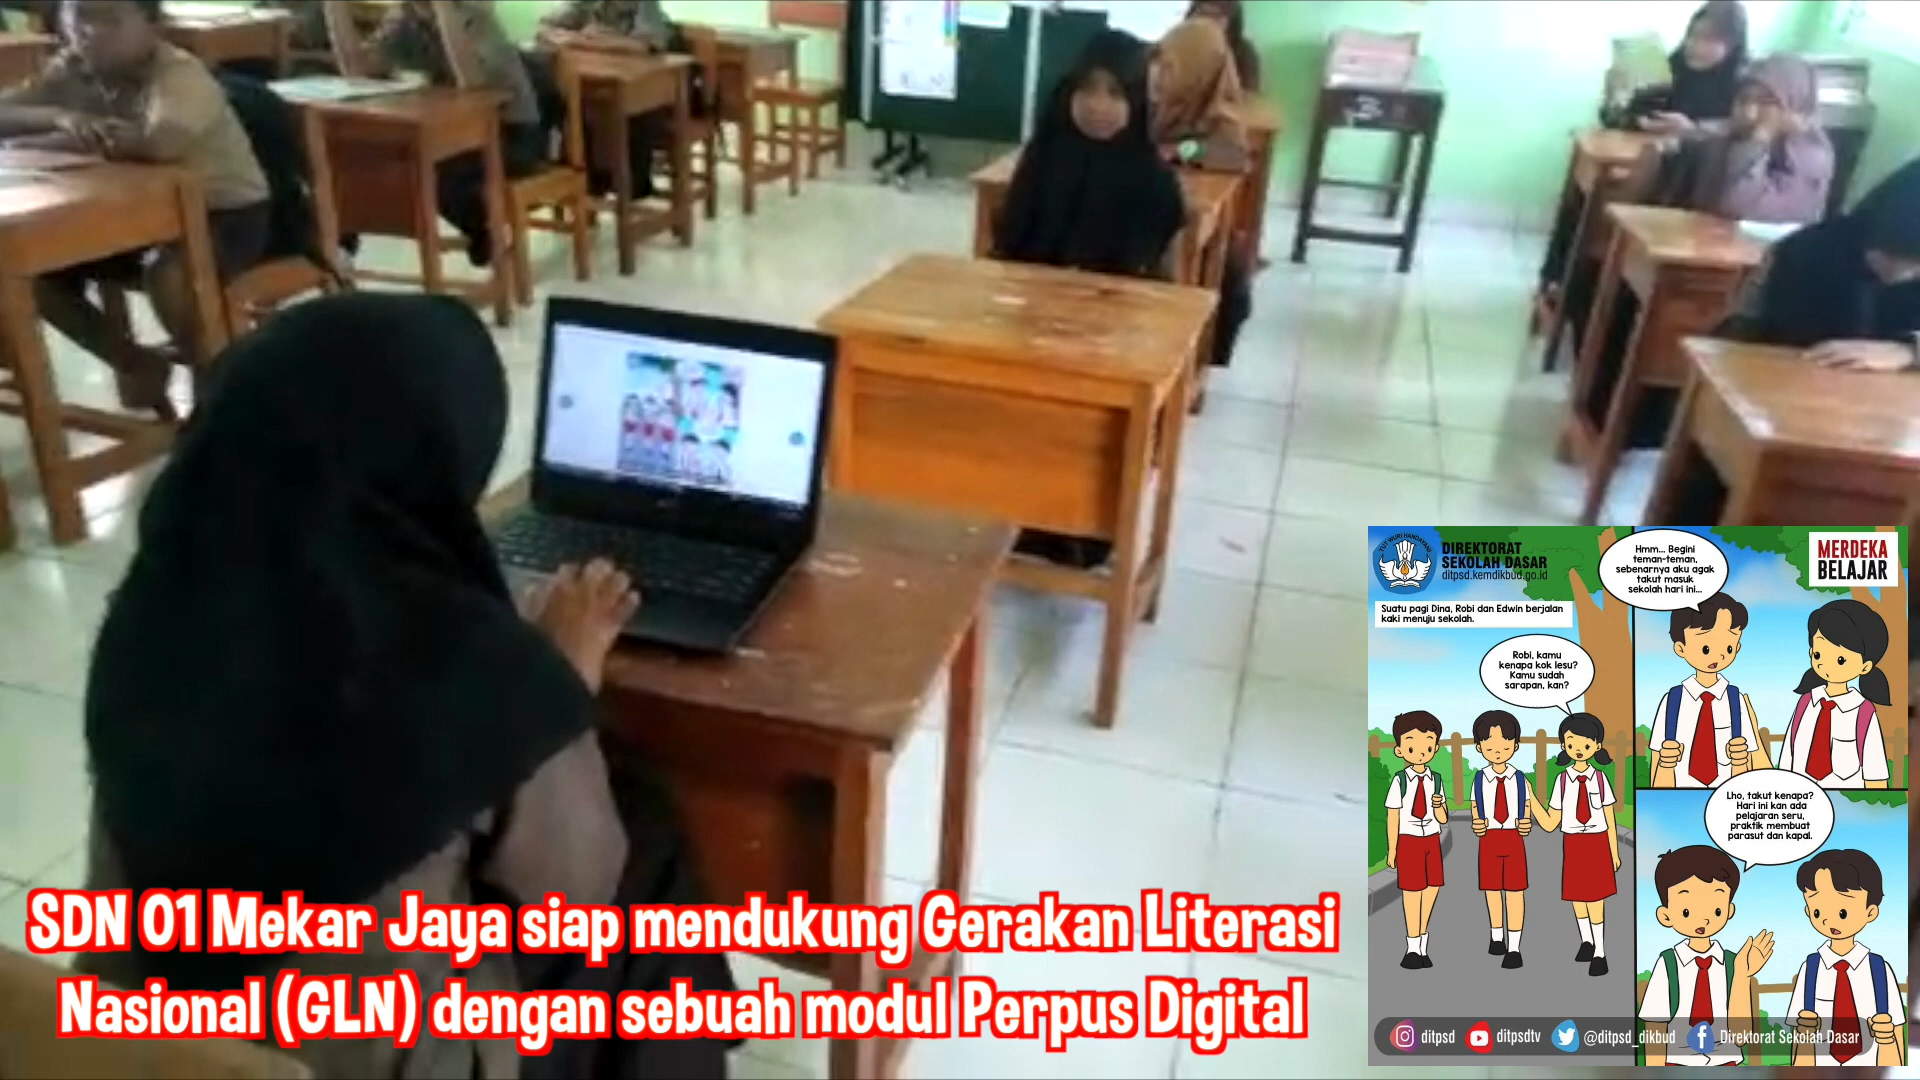 SDN 01 Mekar Jaya siap mendukung Gerakan Literasi
Nasional (GLN) dengan sebuah modul Perpus Digital
TUT WURI HANDAYANI
DIREKTORAT
SEKOLAH DASAR
ditpsd.kemdikbud.go.id
MERDEKA
BELAJAR
Suatu pagi Dina, Robi dan Edwin berjalan
kaki menuju sekolah.
Robi, kamu
kenapa kok lesu?
Kamu sudah
sarapan, kan?
Hmm... Begini
teman-teman,
sebenarnya aku agak
takut masuk
sekolah hari ini...
Lho, takut kenapa?
Hari ini kan ada
pelajaran seru,
praktik membuat
parasut dan kapal.
ditpsd ditpsdtv @ditpsd_dikbud Direktorat Sekolah Dasar